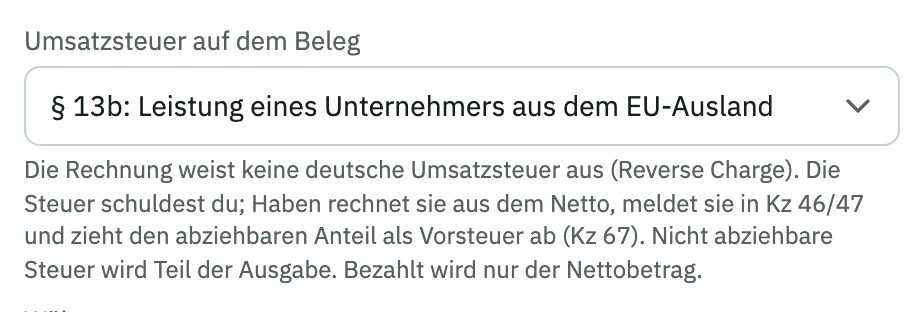 Umsatzsteuer auf dem Beleg
§ 13b: Leistung eines Unternehmers aus dem EU-Ausland
Die Rechnung weist keine deutsche Umsatzsteuer aus (Reverse Charge). Die
Steuer schuldest du; Haben rechnet sie aus dem Netto, meldet sie in Kz 46/47
und zieht den abziehbaren Anteil als Vorsteuer ab (Kz 67). Nicht abziehbare
Steuer wird Teil der Ausgabe. Bezahlt wird nur der Nettobetrag.